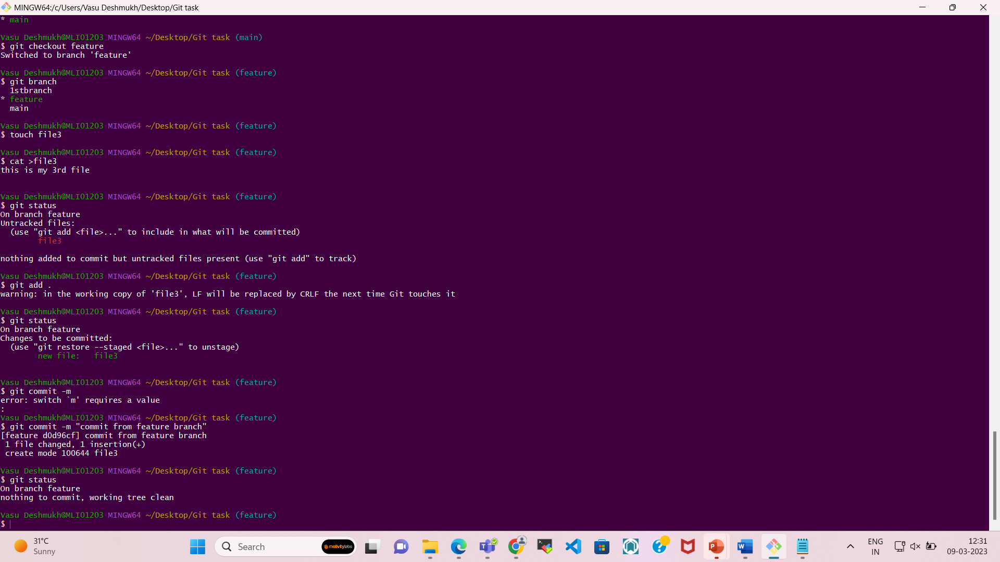 MINGW64:/c/Users/Vasu Deshmukh/Desktop/Git task
* main
Vasu Deshmukh@MLI01203 MINGW64 ~/Desktop/Git task (main)
$ git checkout feature
Switched to branch 'feature'
Vasu Deshmukh@MLI01203 MINGW64 ~/Desktop/Git task (feature)
$ git branch
  1stbranch
* feature
  main
Vasu Deshmukh@MLI01203 MINGW64 ~/Desktop/Git task (feature)
$ touch file3
Vasu Deshmukh@MLI01203 MINGW64 ~/Desktop/Git task (feature)
$ cat >file3
this is my 3rd file
Vasu Deshmukh@MLI01203 MINGW64 ~/Desktop/Git task (feature)
$ git status
On branch feature
Untracked files:
  (use "git add <file>..." to include in what will be committed)
        file3
nothing added to commit but untracked files present (use "git add" to track)
Vasu Deshmukh@MLI01203 MINGW64 ~/Desktop/Git task (feature)
$ git add .
warning: in the working copy of 'file3', LF will be replaced by CRLF the next time Git touches it
Vasu Deshmukh@MLI01203 MINGW64 ~/Desktop/Git task (feature)
$ git status
On branch feature
Changes to be committed:
  (use "git restore --staged <file>..." to unstage)
        new file:   file3
Vasu Deshmukh@MLI01203 MINGW64 ~/Desktop/Git task (feature)
$ git commit -m
error: switch `m' requires a value
:
Vasu Deshmukh@MLI01203 MINGW64 ~/Desktop/Git task (feature)
$ git commit -m "commit from feature branch"
[feature d0d96cf] commit from feature branch
 1 file changed, 1 insertion(+)
 create mode 100644 file3
Vasu Deshmukh@MLI01203 MINGW64 ~/Desktop/Git task (feature)
$ git status
On branch feature
nothing to commit, working tree clean
Vasu Deshmukh@MLI01203 MINGW64 ~/Desktop/Git task (feature)
$
31°C
Sunny
Search
motivitylabs
ENG
IN
12:31
09-03-2023